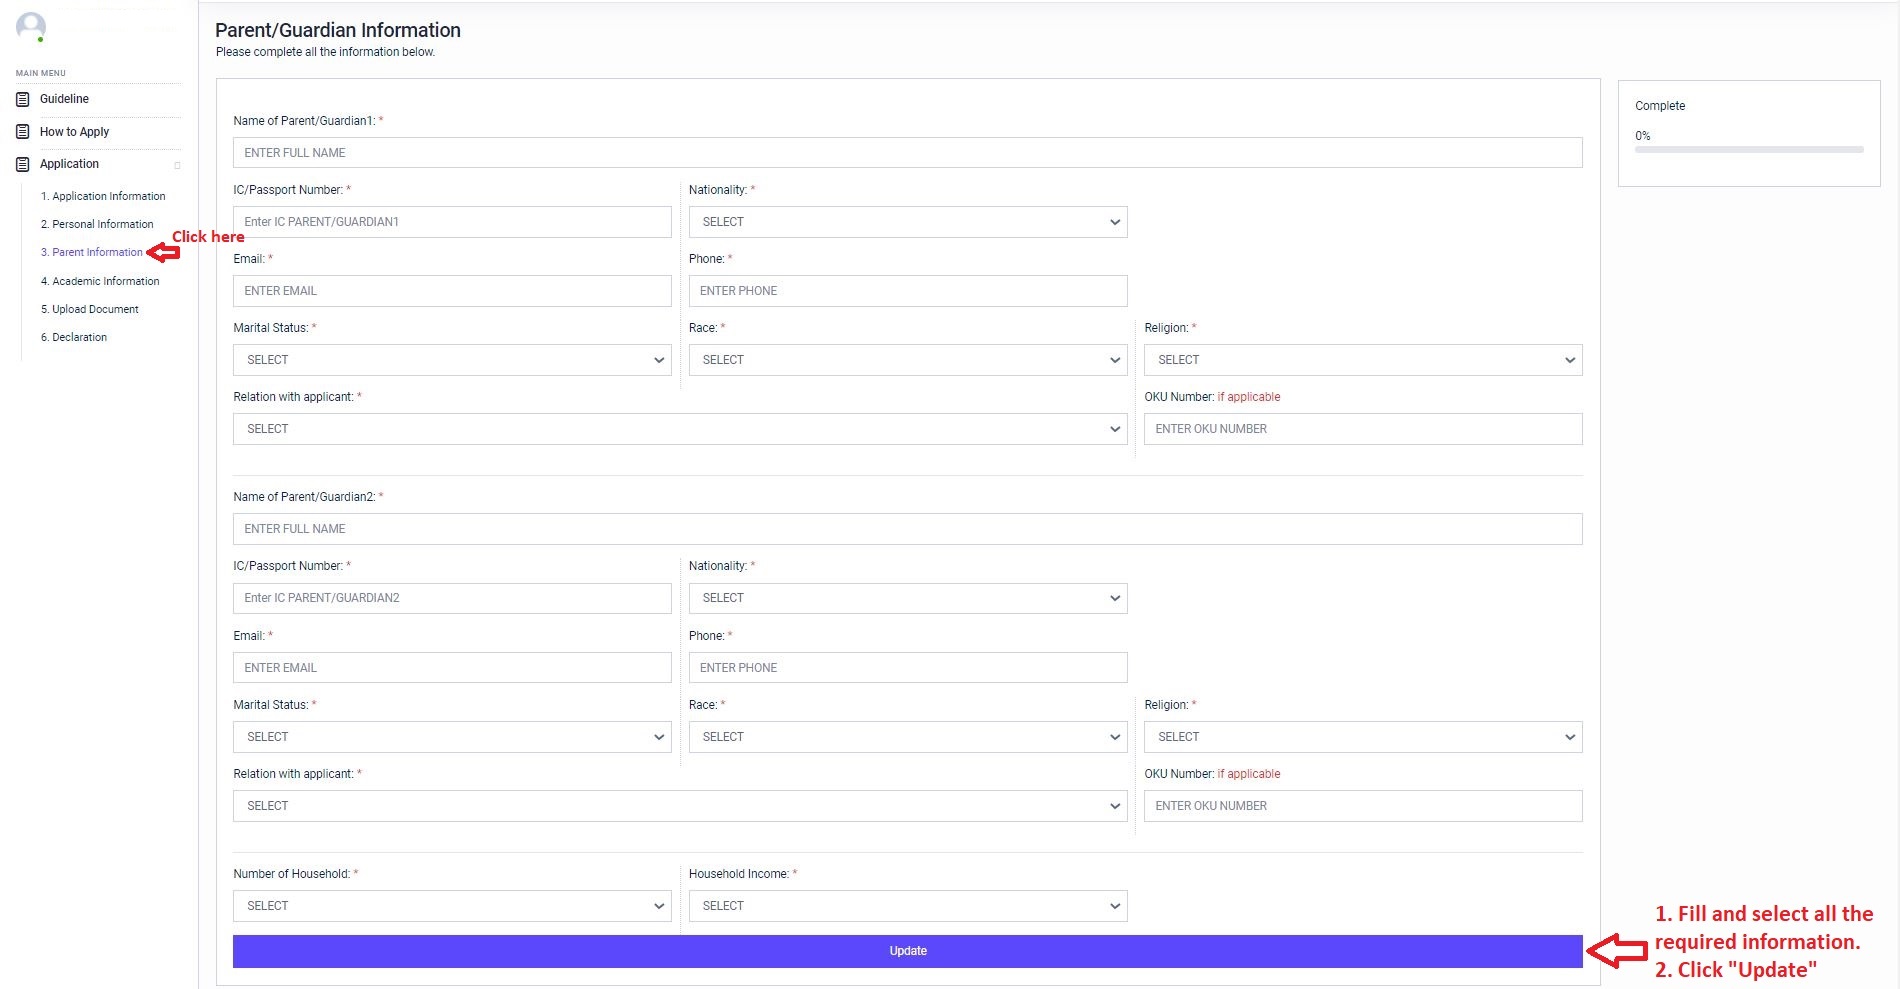 MAIN MENU
Guideline
How to Apply
Application
1. Application Information
2. Personal Information
3. Parent Information
Click here
4. Academic Information
5. Upload Document
6. Declaration
Parent/Guardian Information
Please complete all the information below.
Name of Parent/Guardian1: *
ENTER FULL NAME
IC/Passport Number: * Nationality: *
Enter IC PARENT/GUARDIAN1 SELECT
Email: * Phone: *
ENTER EMAIL ENTER PHONE
Marital Status: * Race: * Religion: *
SELECT SELECT SELECT
Relation with applicant: * OKU Number: if applicable
SELECT ENTER OKU NUMBER
Name of Parent/Guardian2: *
ENTER FULL NAME
IC/Passport Number: * Nationality: *
Enter IC PARENT/GUARDIAN2 SELECT
Email: * Phone: *
ENTER EMAIL ENTER PHONE
Marital Status: * Race: * Religion: *
SELECT SELECT SELECT
Relation with applicant: * OKU Number: if applicable
SELECT ENTER OKU NUMBER
Number of Household: * Household Income: *
SELECT SELECT
Update
Complete
0%
1. Fill and select all the
required information.
2. Click "Update"